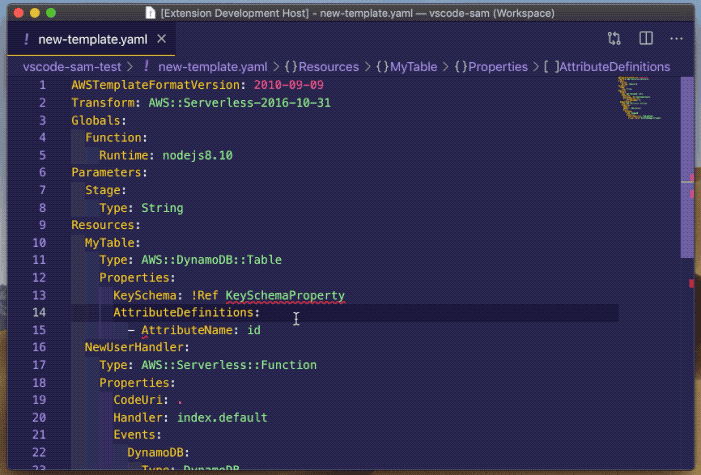 [Extension Development Host] - new-template.yaml — vscode-sam (Workspace)
! new-template.yaml ×
vscode-sam-test › ! new-template.yaml › {}Resources › {}MyTable › {}Properties › [ ]AttributeDefinitions
1 AWSTemplateFormatVersion: 2010-09-09
2 Transform: AWS::Serverless-2016-10-31
3 Globals:
4   Function:
5     Runtime: nodejs8.10
6 Parameters:
7   Stage:
8     Type: String
9 Resources:
10   MyTable:
11     Type: AWS::DynamoDB::Table
12     Properties:
13       KeySchema: !Ref KeySchemaProperty
14       AttributeDefinitions:
15         - AttributeName: id
16   NewUserHandler:
17     Type: AWS::Serverless::Function
18     Properties:
19       CodeUri: .
20       Handler: index.default
21       Events:
22         DynamoDB:
23           Type: DynamoDB